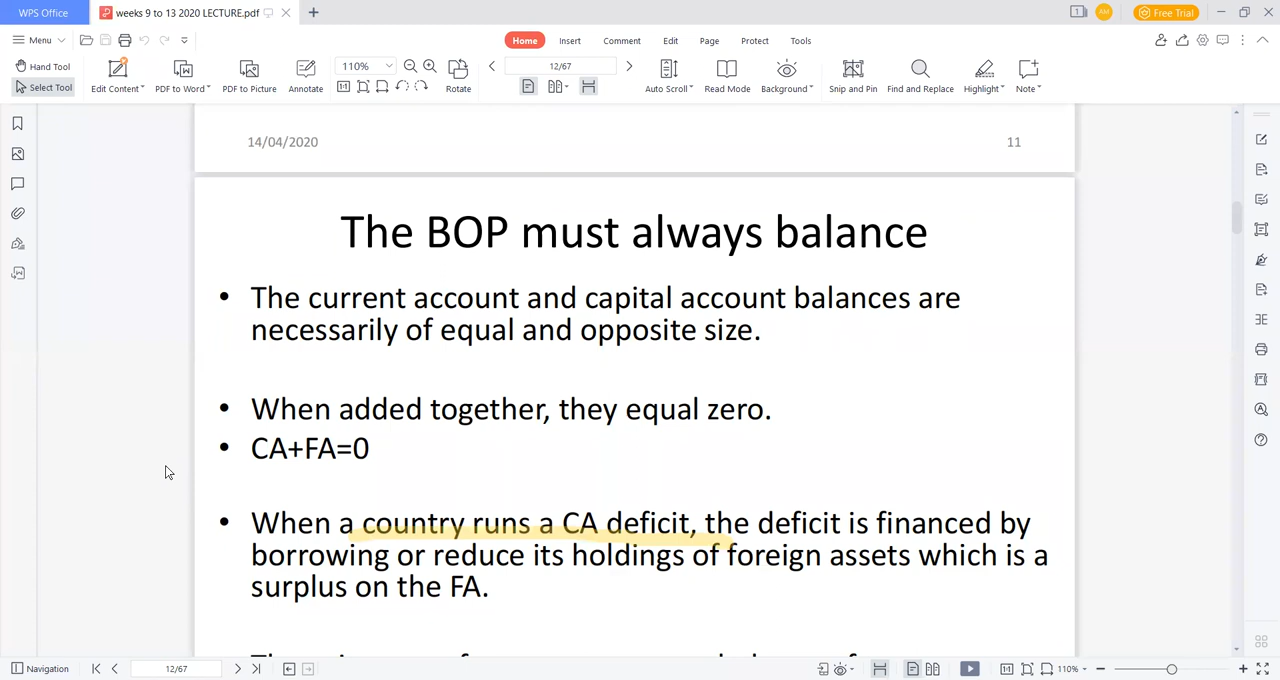 WPS Office
weeks 9 to 13 2020 LECTURE.pdf
1
Free Trial
Menu
Home
Insert
Comment
Edit
Page
Protect
Tools
Hand Tool
Select Tool
Edit Content
PDF to Word
PDF to Picture
Annotate
110%
Rotate
12/67
Auto Scroll
Read Mode
Background
Snip and Pin
Find and Replace
Highlight
Note
14/04/2020
11
The BOP must always balance
• The current account and capital account balances are
necessarily of equal and opposite size.
• When added together, they equal zero.
• CA+FA=0
• When a country runs a CA deficit, the deficit is financed by
borrowing or reduce its holdings of foreign assets which is a
surplus on the FA.
Navigation
12/67
110%